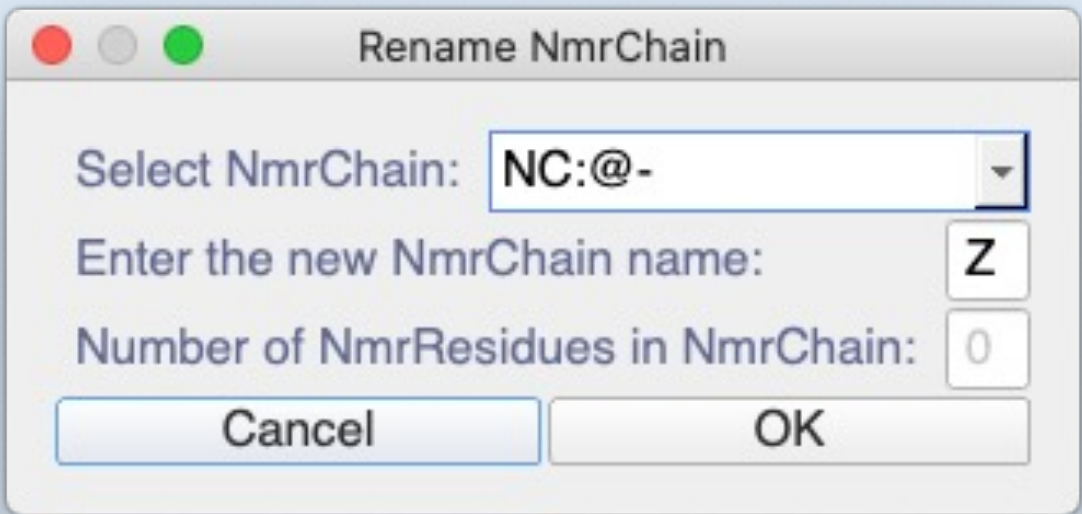 Rename NmrChain
Select NmrChain: NC:@-
Enter the new NmrChain name: Z
Number of NmrResidues in NmrChain: 0
Cancel OK